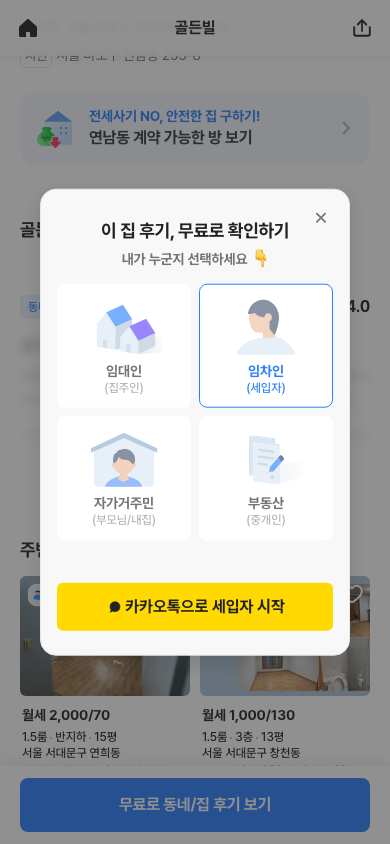 골든빌
전세사기 NO, 안전한 집 구하기!
연남동 계약 가능한 방 보기
이 집 후기, 무료로 확인하기
내가 누군지 선택하세요 👇
임대인
(집주인)
임차인
(세입자)
4.0
자가거주민
(부모님/내집)
부동산
(중개인)
카카오톡으로 세입자 시작
월세 2,000/70
1.5룸 · 반지하 · 15평
서울 서대문구 연희동
월세 1,000/130
1.5룸 · 3층 · 13평
서울 서대문구 창천동
무료로 동네/집 후기 보기